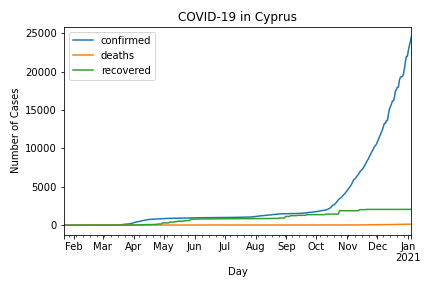 COVID-19 in Cyprus
confirmed
deaths
recovered
25000
20000
15000
10000
5000
0
Number of Cases
Feb Mar Apr May Jun Jul Aug Sep Oct Nov Dec Jan
2021
Day